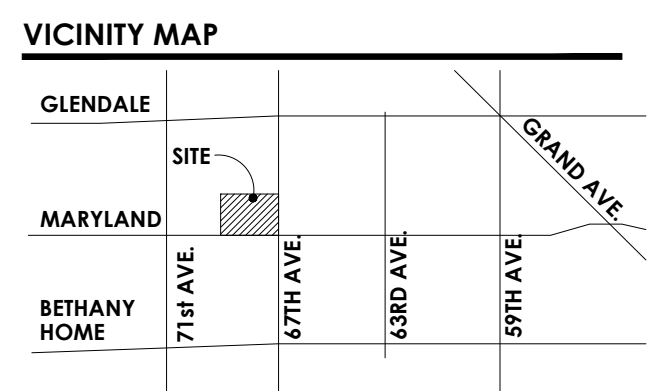 VICINITY MAP
GLENDALE
SITE
GRAND AVE.
MARYLAND
71st AVE.
67TH AVE.
63RD AVE.
59TH AVE.
BETHANY
HOME